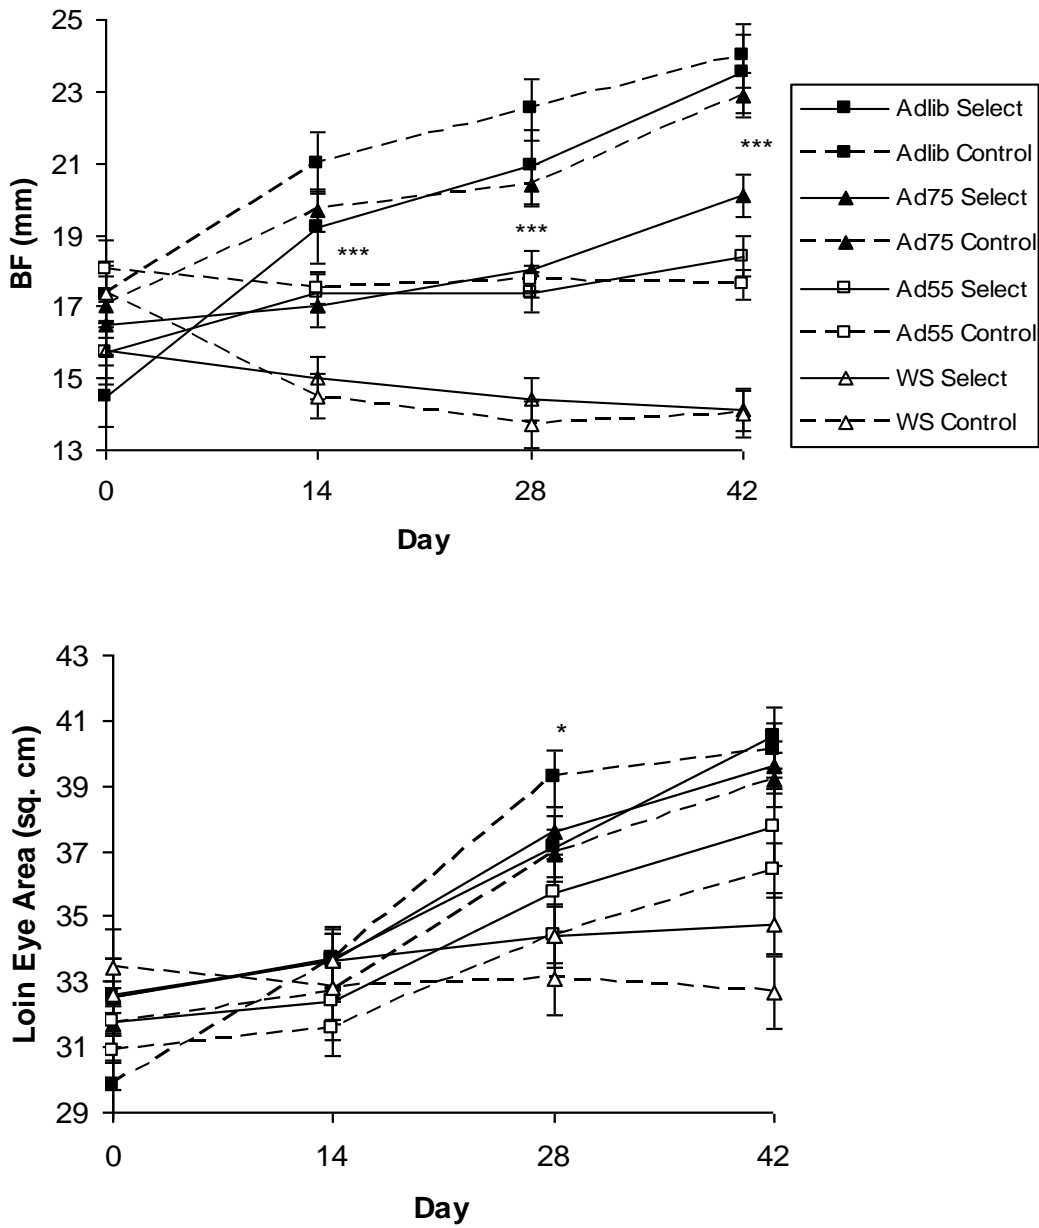 25
23
21
19
17
15
13
BF (mm)
***
***
***
0 14 28 42
Day
Adlib Select
Adlib Control
Ad75 Select
Ad75 Control
Ad55 Select
Ad55 Control
WS Select
WS Control
43
41
39
37
35
33
31
29
Loin Eye Area (sq. cm)
*
0 14 28 42
Day